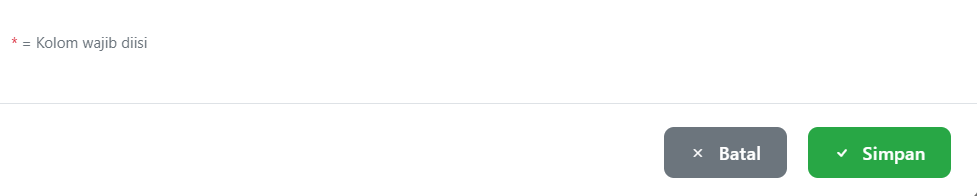 * = Kolom wajib diisi
× Batal
✓ Simpan